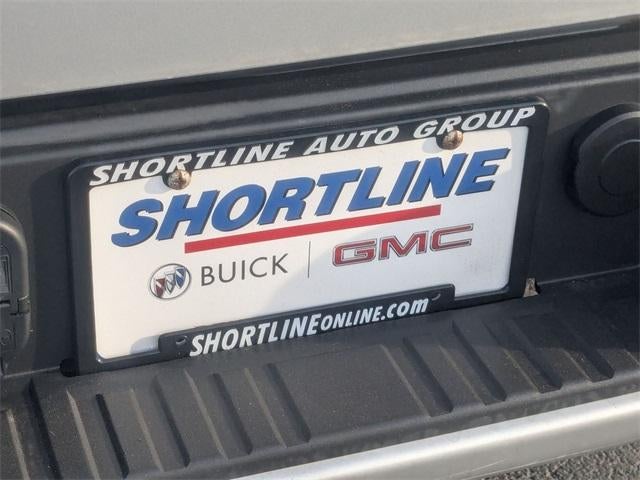 SHORTLINE AUTO GROUP
SHORTLINE
BUICK | GMC
SHORTLINEONLINE.com